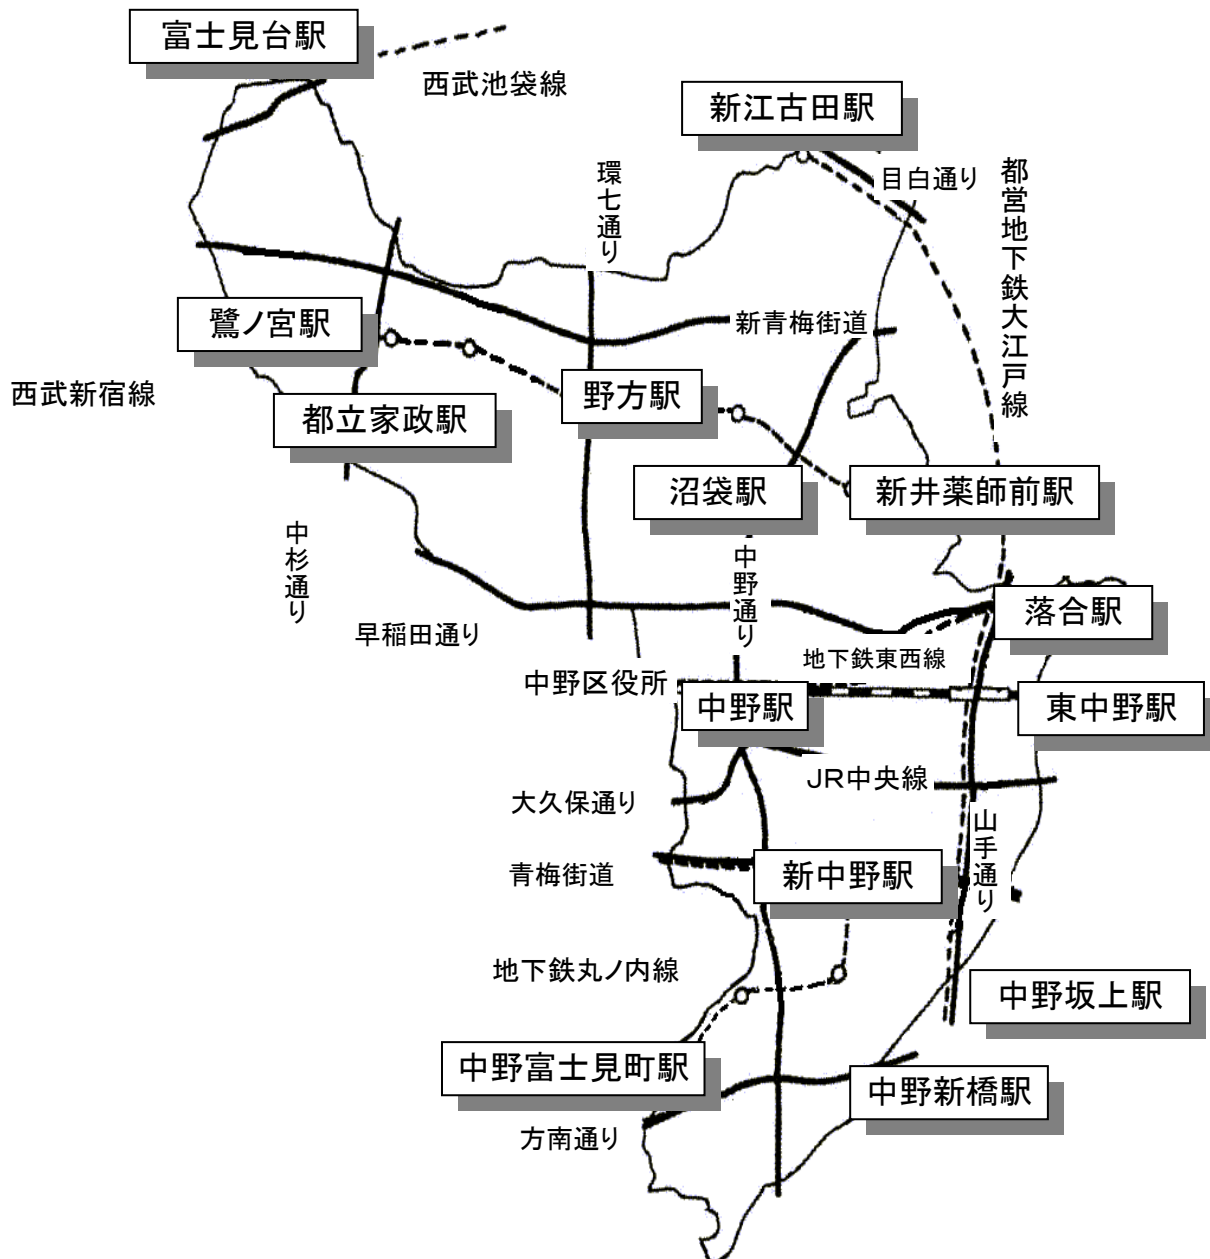 富士見台駅
西武池袋線
新江古田駅
目白通り
環七通り
都営地下鉄大江戸線
鷺ノ宮駅
新青梅街道
西武新宿線
野方駅
都立家政駅
沼袋駅
新井薬師前駅
中杉通り
中野通り
落合駅
早稲田通り
地下鉄東西線
中野区役所
中野駅
東中野駅
JR中央線
大久保通り
山手通り
青梅街道
新中野駅
地下鉄丸ノ内線
中野坂上駅
中野富士見町駅
中野新橋駅
方南通り